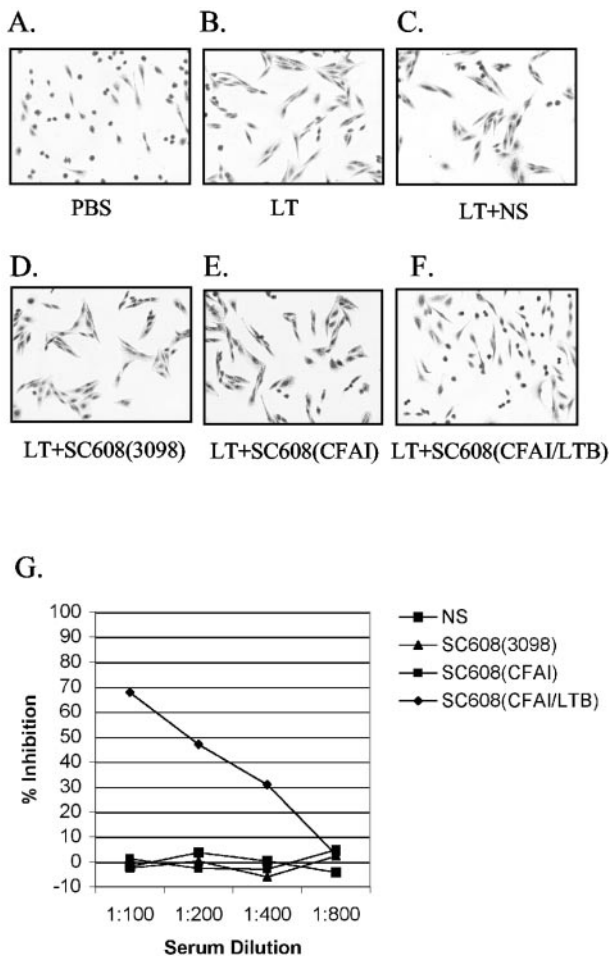 A.
B.
C.
PBS
LT
LT+NS
D.
E.
F.
LT+SC608(3098)
LT+SC608(CFAI)
LT+SC608(CFAI/LTB)
G.
100
90
80
70
60
50
40
30
20
10
0
-10
% Inhibition
1:100
1:200
1:400
1:800
Serum Dilution
NS
SC608(3098)
SC608(CFAI)
SC608(CFAI/LTB)